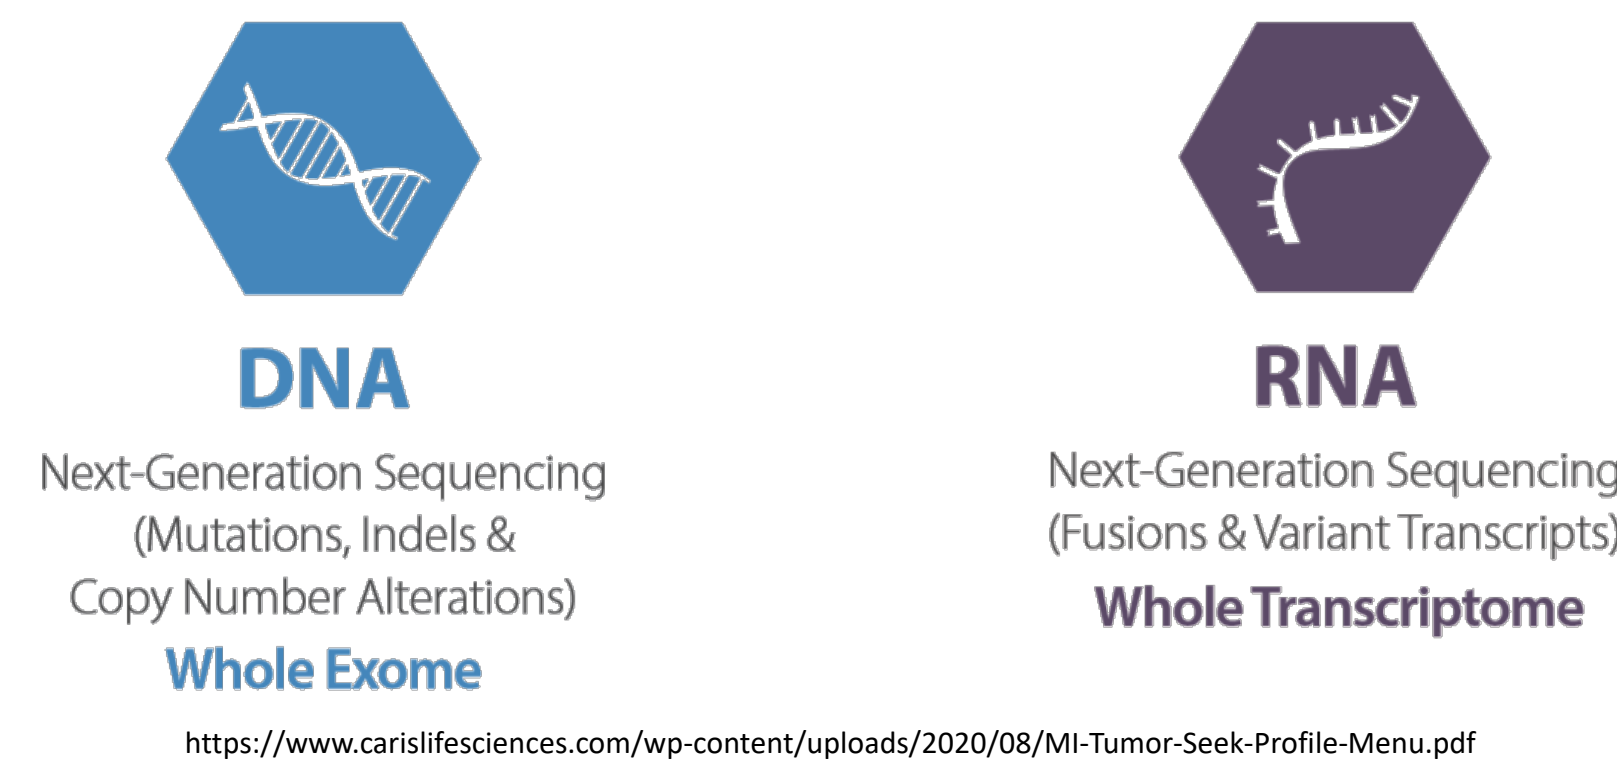 DNA
Next-Generation Sequencing
(Mutations, Indels &
Copy Number Alterations)
Whole Exome
RNA
Next-Generation Sequencing
(Fusions & Variant Transcripts)
Whole Transcriptome
https://www.carislifesciences.com/wp-content/uploads/2020/08/MI-Tumor-Seek-Profile-Menu.pdf